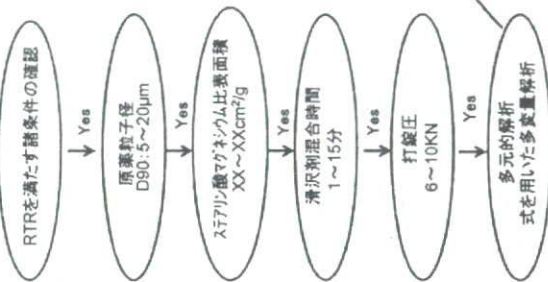 RTRを満たす諸条件の確認
Yes
原薬粒子径
D90:5～20μm
Yes
ステアリン酸マグネシウム比表面積
XX～XXcm²/g
Yes
滑沢剤混合時間
1～15分
Yes
打錠圧
6～10KN
Yes
多元的解析
式を用いた多変量解析